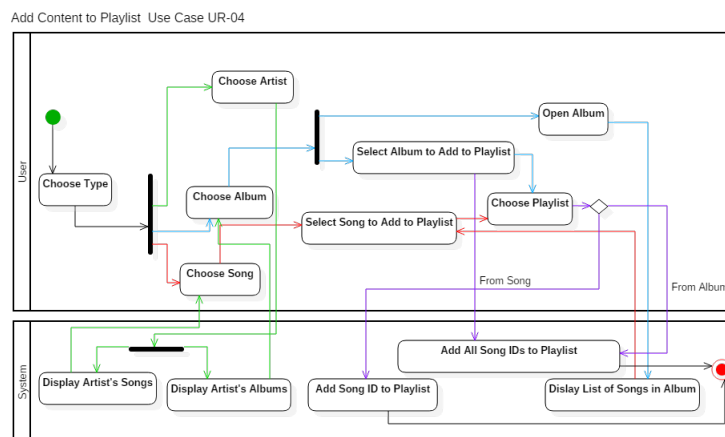 Add Content to Playlist Use Case UR-04
User
Choose Artist
Open Album
Select Album to Add to Playlist
Choose Type
Choose Album
Choose Playlist
Select Song to Add to Playlist
Choose Song
From Song
From Album
System
Add All Song IDs to Playlist
Display Artist's Songs
Display Artist's Albums
Add Song ID to Playlist
Dislay List of Songs in Album